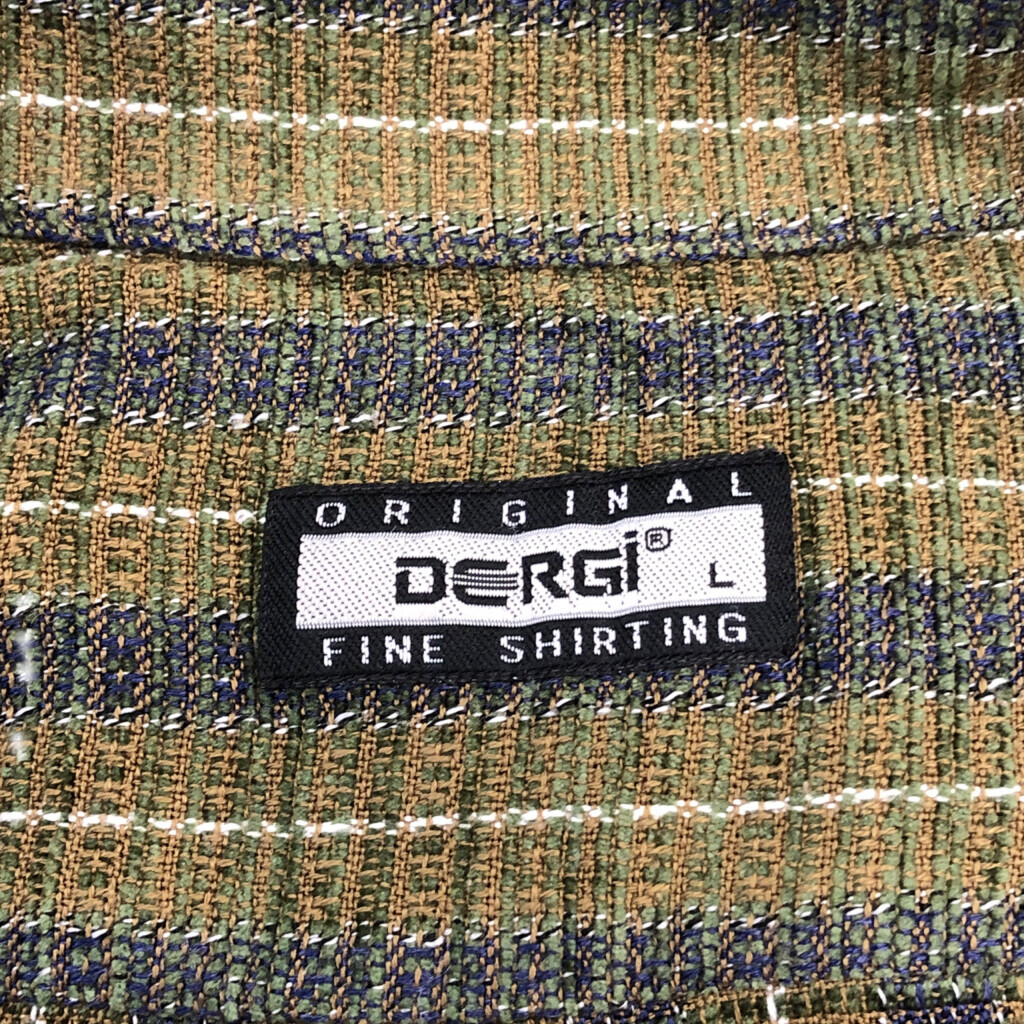 ORIGINAL
DERGİ® L
FINE SHIRTING